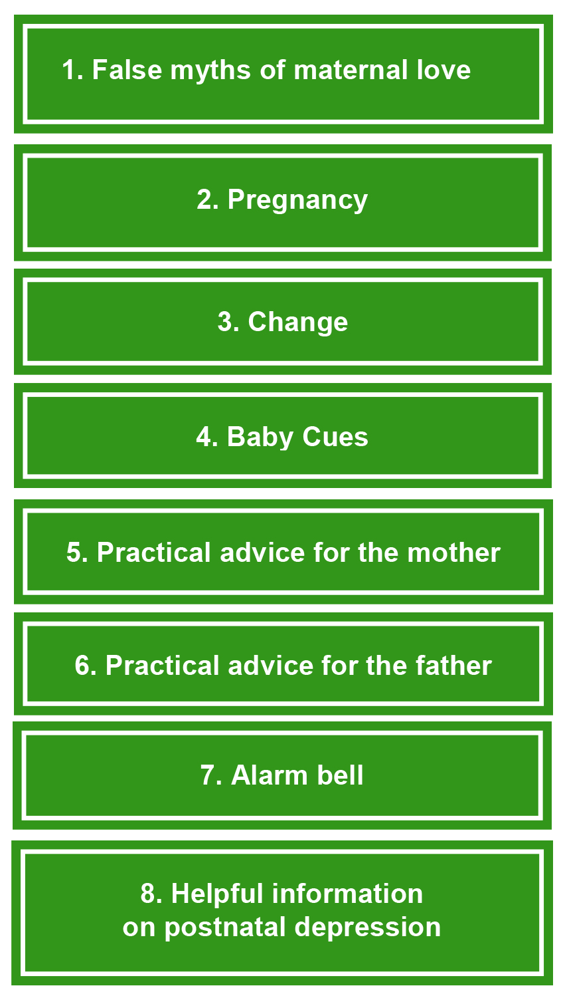 1. False myths of maternal love
2. Pregnancy
3. Change
4. Baby Cues
5. Practical advice for the mother
6. Practical advice for the father
7. Alarm bell
8. Helpful information
on postnatal depression